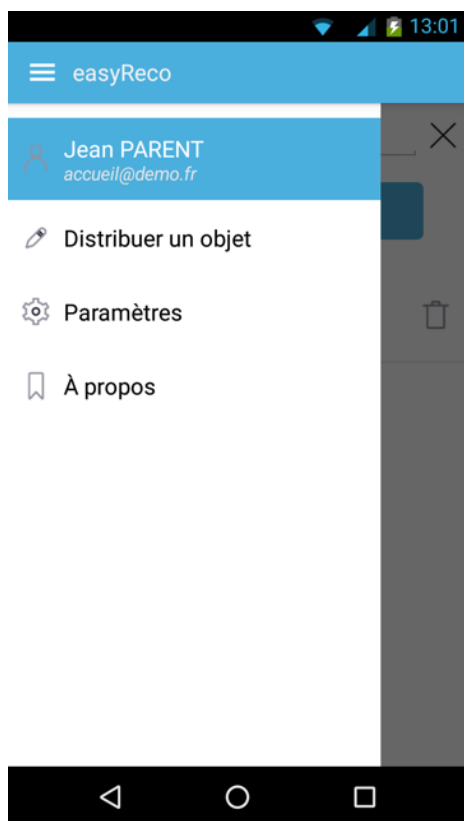 13:01
easyReco
Jean PARENT
accueil@demo.fr
Distribuer un objet
Paramètres
À propos